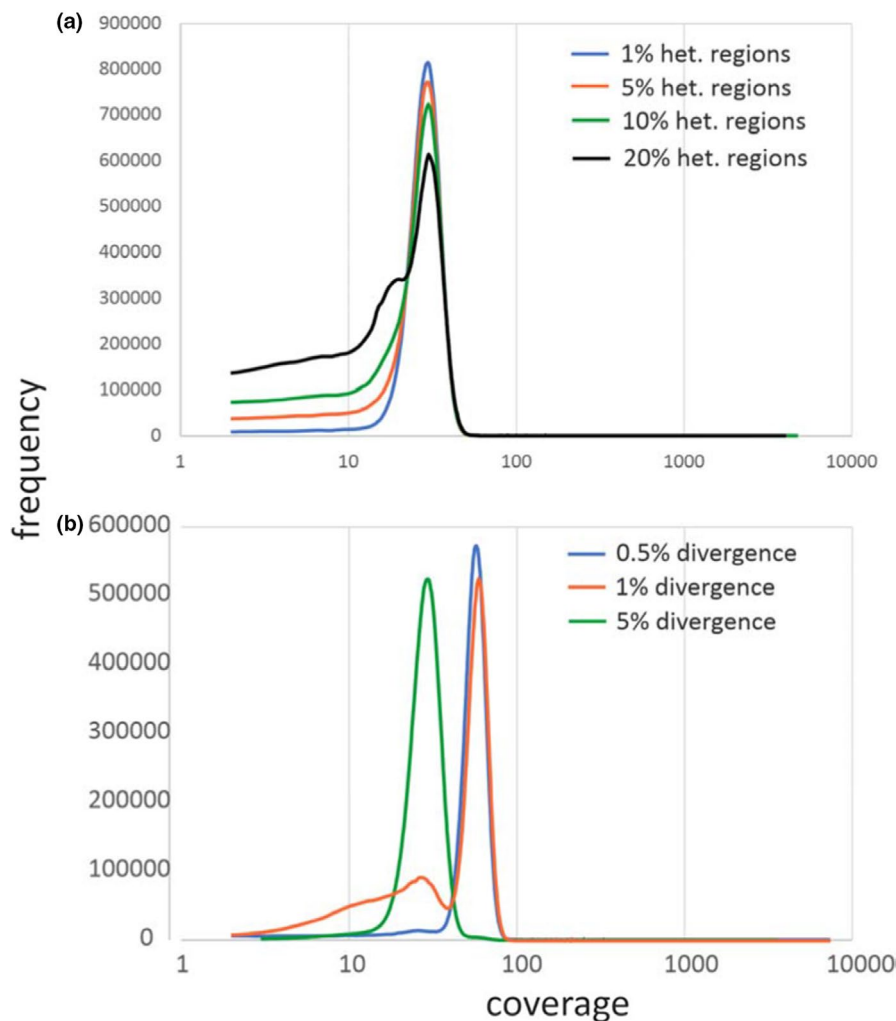 (a)
900000
800000
700000
600000
500000
400000
300000
200000
100000
0
1% het. regions
5% het. regions
10% het. regions
20% het. regions
1
10
100
1000
10000
frequency
(b)
600000
500000
400000
300000
200000
100000
0
0.5% divergence
1% divergence
5% divergence
1
10
100
1000
10000
coverage